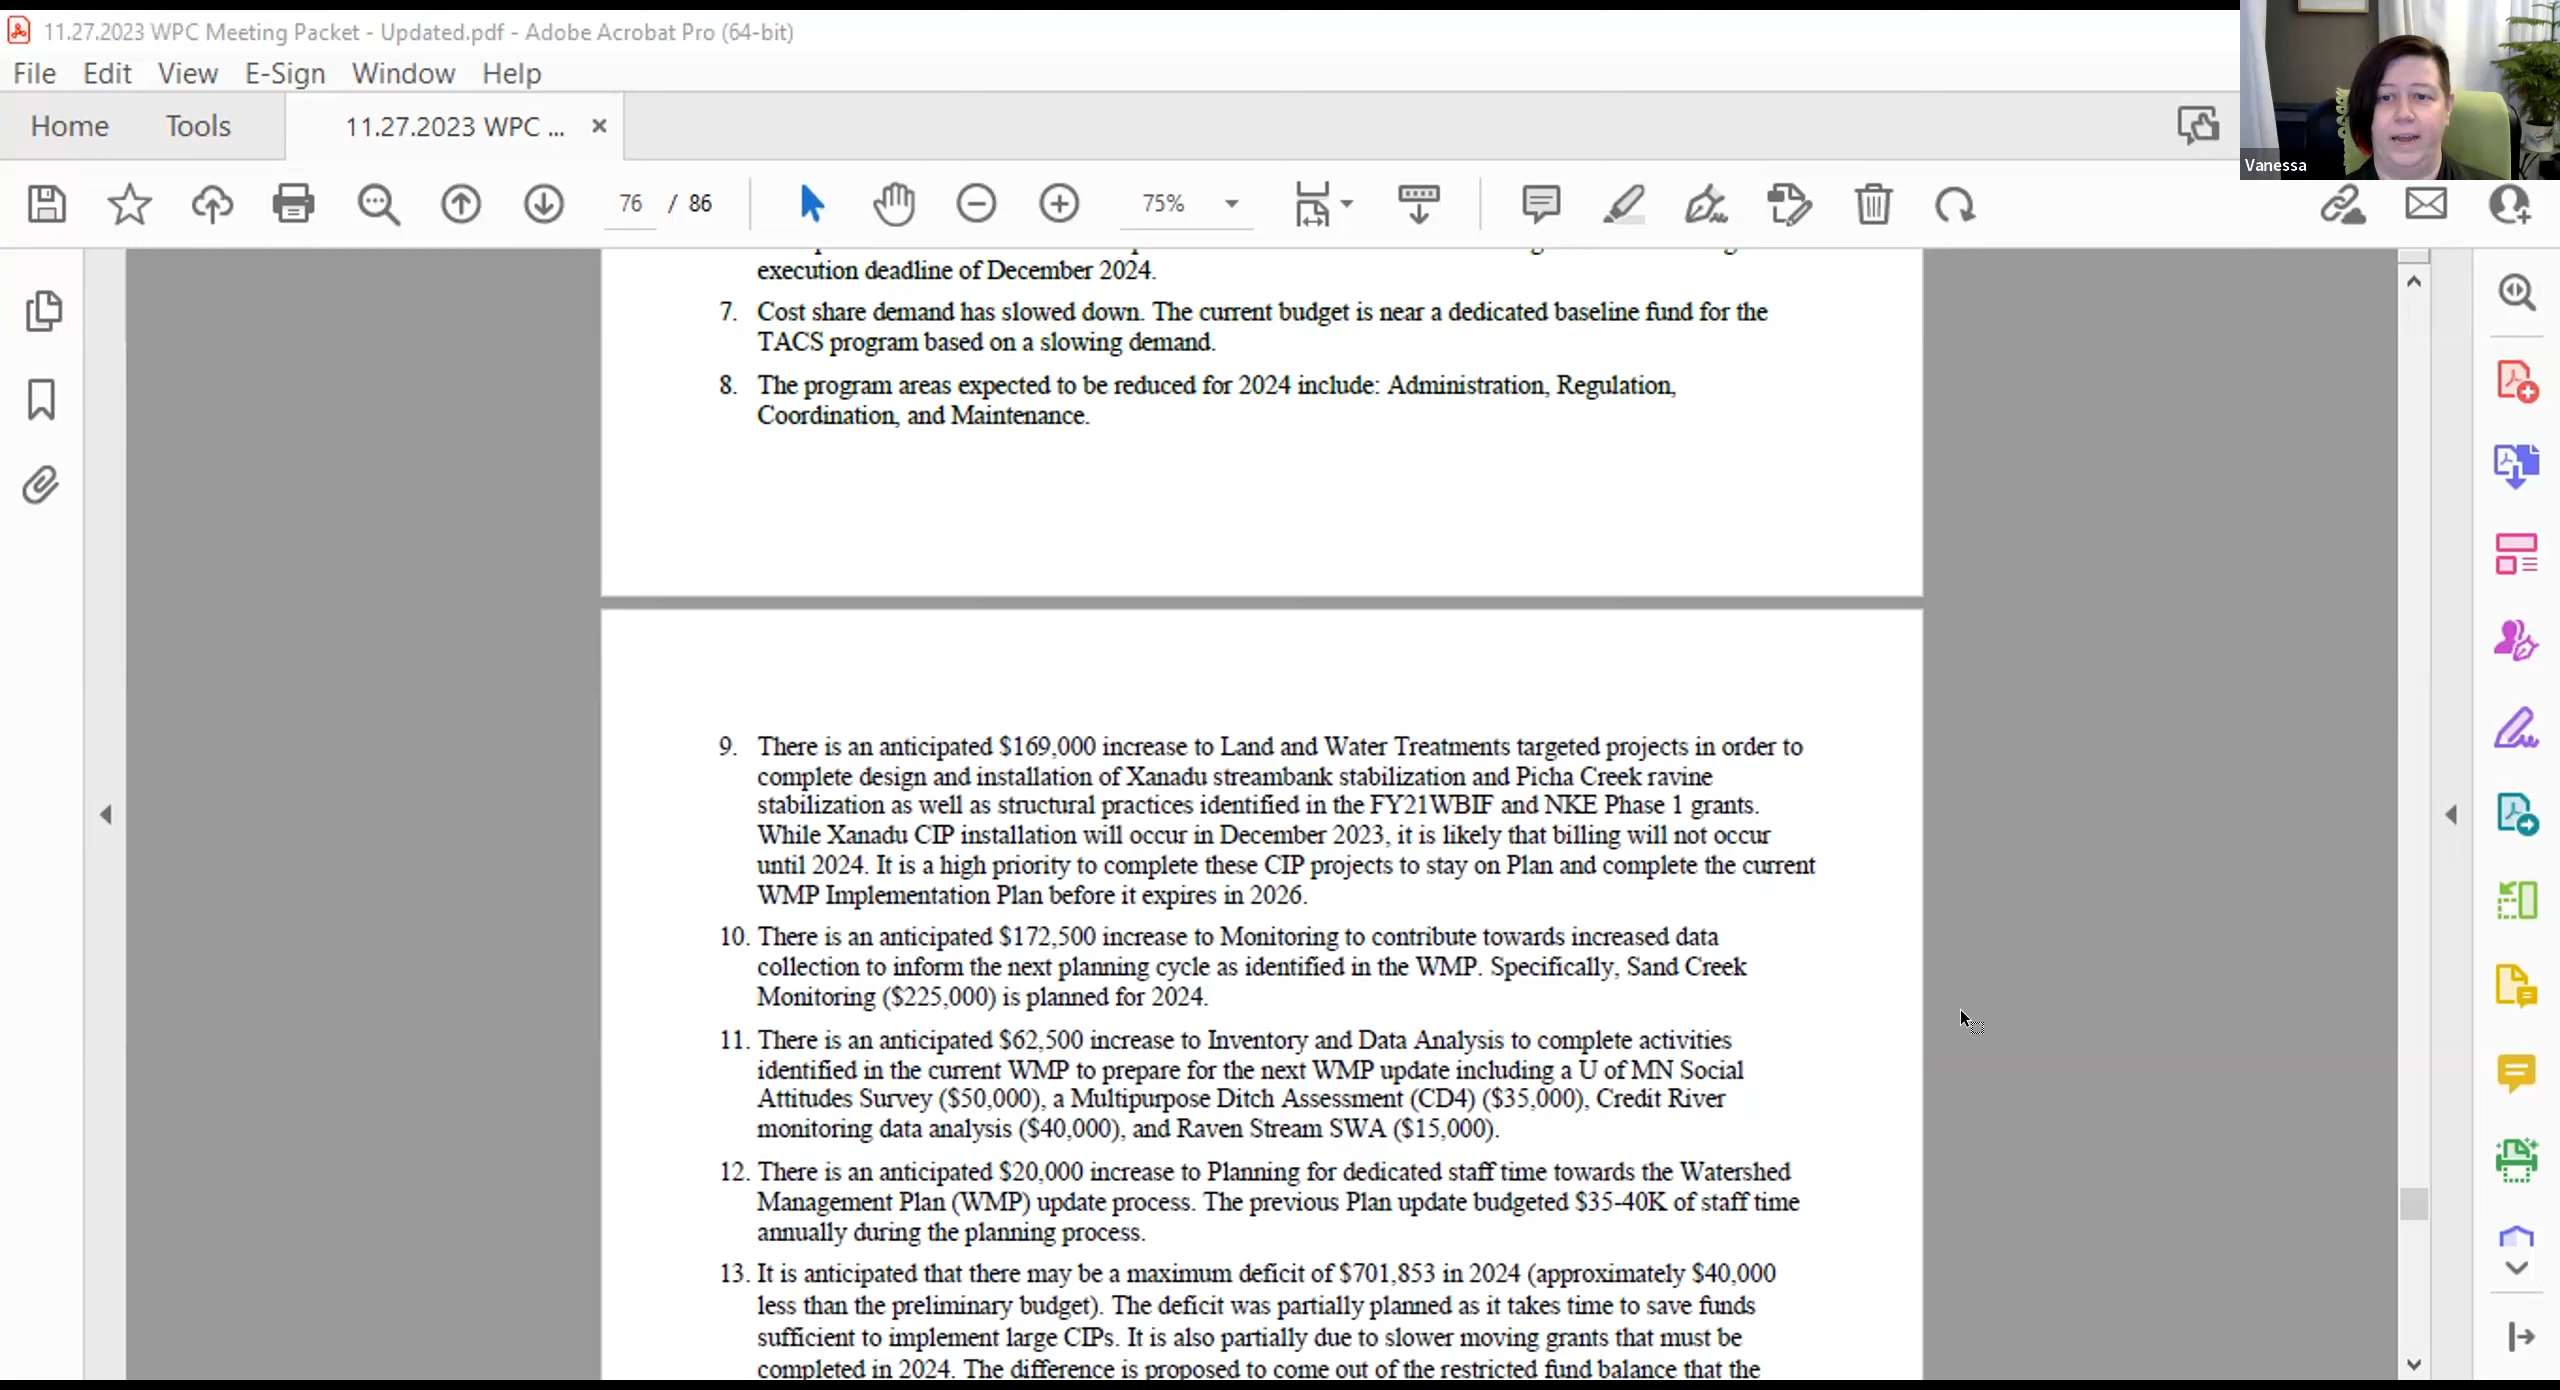 11.27.2023 WPC Meeting Packet - Updated.pdf - Adobe Acrobat Pro (64-bit)
File Edit View E-Sign Window Help
Home Tools 11.27.2023 WPC ...
Vanessa
76 / 86 75%
execution deadline of December 2024.
7. Cost share demand has slowed down. The current budget is near a dedicated baseline fund for the
TACS program based on a slowing demand.
8. The program areas expected to be reduced for 2024 include: Administration, Regulation,
Coordination, and Maintenance.
9. There is an anticipated $169,000 increase to Land and Water Treatments targeted projects in order to
complete design and installation of Xanadu streambank stabilization and Picha Creek ravine
stabilization as well as structural practices identified in the FY21WBIF and NKE Phase 1 grants.
While Xanadu CIP installation will occur in December 2023, it is likely that billing will not occur
until 2024. It is a high priority to complete these CIP projects to stay on Plan and complete the current
WMP Implementation Plan before it expires in 2026.
10. There is an anticipated $172,500 increase to Monitoring to contribute towards increased data
collection to inform the next planning cycle as identified in the WMP. Specifically, Sand Creek
Monitoring ($225,000) is planned for 2024.
11. There is an anticipated $62,500 increase to Inventory and Data Analysis to complete activities
identified in the current WMP to prepare for the next WMP update including a U of MN Social
Attitudes Survey ($50,000), a Multipurpose Ditch Assessment (CD4) ($35,000), Credit River
monitoring data analysis ($40,000), and Raven Stream SWA ($15,000).
12. There is an anticipated $20,000 increase to Planning for dedicated staff time towards the Watershed
Management Plan (WMP) update process. The previous Plan update budgeted $35-40K of staff time
annually during the planning process.
13. It is anticipated that there may be a maximum deficit of $701,853 in 2024 (approximately $40,000
less than the preliminary budget). The deficit was partially planned as it takes time to save funds
sufficient to implement large CIPs. It is also partially due to slower moving grants that must be
completed in 2024. The difference is proposed to come out of the restricted fund balance that the